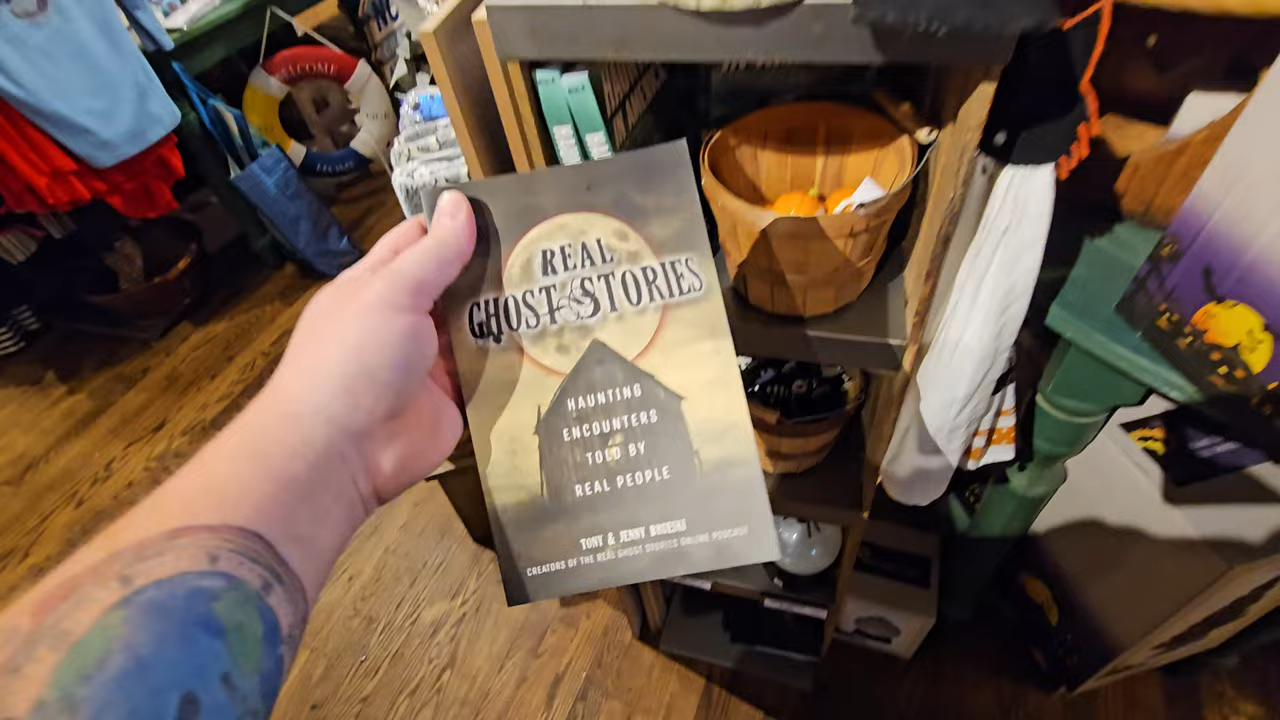 NC
WELCOME
REAL
GHOST STORIES
HAUNTING
ENCOUNTERS
TOLD BY
REAL PEOPLE
TONY & JENNY BRUESKI
CREATORS OF THE REAL GHOST STORIES ONLINE PODCAST